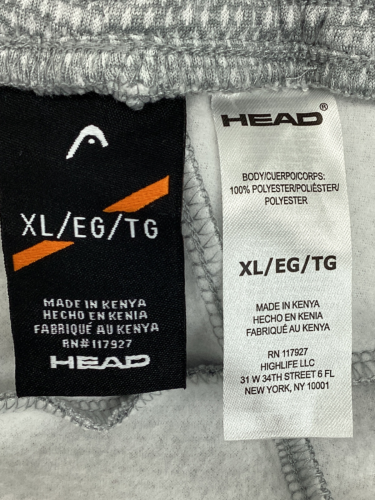 XL/EG/TG
MADE IN KENYA
HECHO EN KENIA
FABRIQUÉ AU KENYA
RN#117927
HEAD
HEAD®
BODY/CUERPO/CORPS:
100% POLYESTER/POLIÉSTER/
POLYESTER
XL/EG/TG
MADE IN KENYA
HECHO EN KENIA
FABRIQUÉ AU KENYA
RN 117927
HIGHLIFE LLC
31 W 34TH STREET 6 FL
NEW YORK, NY 10001